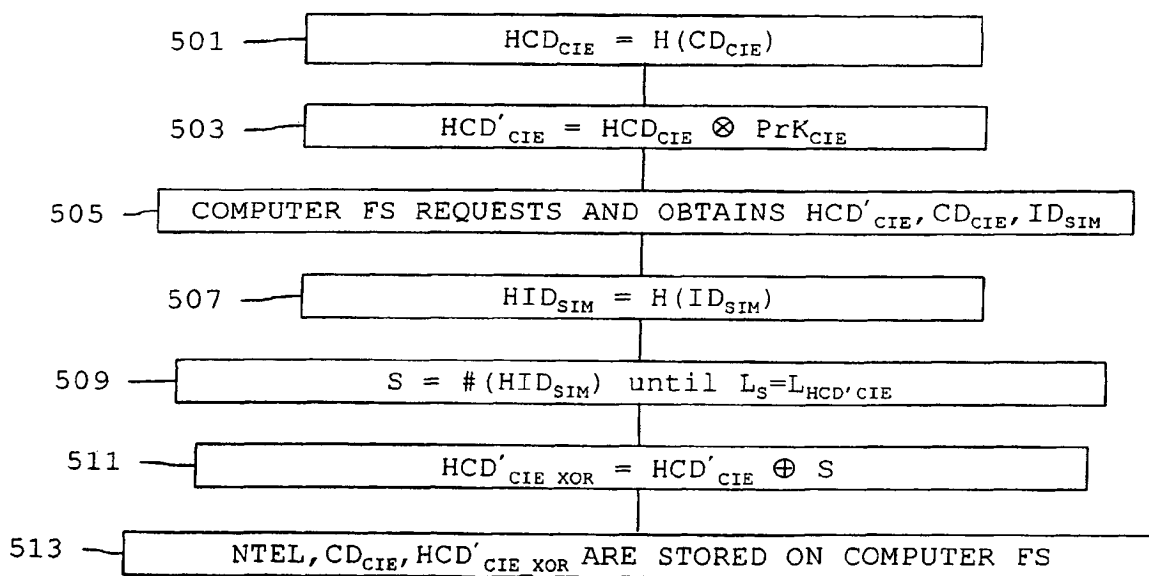 501 HCD_CIE = H(CD_CIE)
503 HCD'_CIE = HCD_CIE ⊗ PrK_CIE
505 COMPUTER FS REQUESTS AND OBTAINS HCD'_CIE, CD_CIE, ID_SIM
507 HID_SIM = H(ID_SIM)
509 S = #(HID_SIM) until L_S=L_HCD'CIE
511 HCD'_CIE XOR = HCD'_CIE ⊕ S
513 NTEL, CD_CIE, HCD'_CIE XOR ARE STORED ON COMPUTER FS